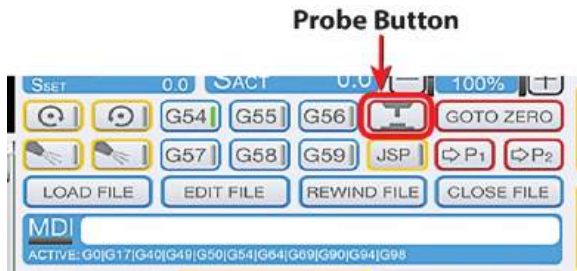 Probe Button
SSET 0.0 SACT 0.0 100%
G54 G55 G56 GOTO ZERO
G57 G58 G59 JSP P1 P2
LOAD FILE EDIT FILE REWIND FILE CLOSE FILE
MDI
ACTIVE: G0|G17|G40|G49|G50|G54|G64|G69|G90|G94|G98